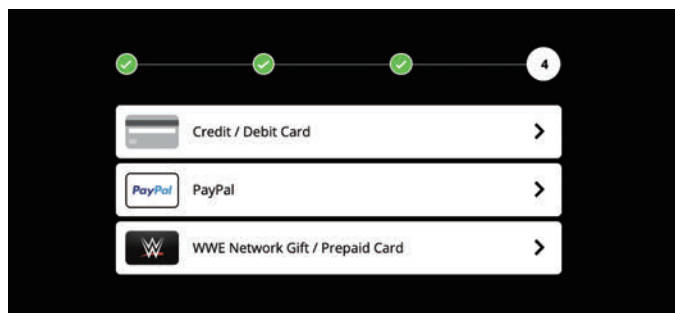 4
Credit / Debit Card
PayPal PayPal
W WWE Network Gift / Prepaid Card